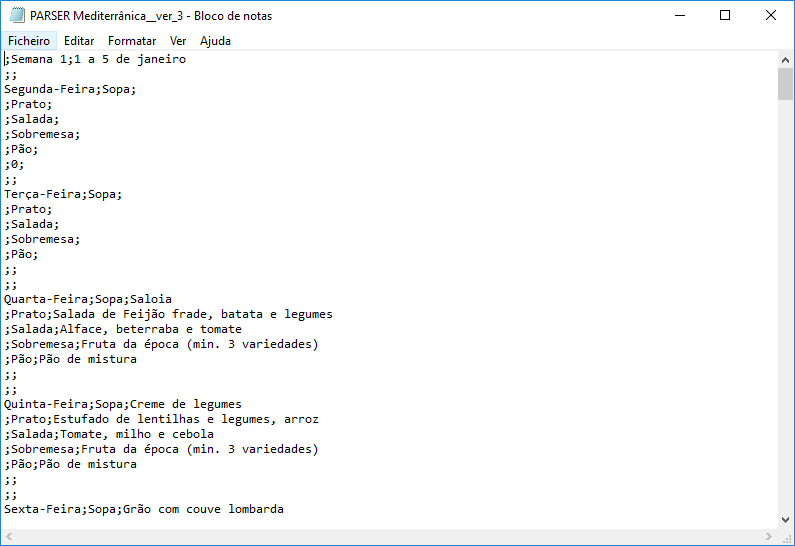 PARSER Mediterrânica__ver_3 - Bloco de notas
Ficheiro Editar Formatar Ver Ajuda
;Semana 1;1 a 5 de janeiro
;;
Segunda-Feira;Sopa;
;Prato;
;Salada;
;Sobremesa;
;Pão;
;0;
;;
Terça-Feira;Sopa;
;Prato;
;Salada;
;Sobremesa;
;Pão;
;;
;;
Quarta-Feira;Sopa;Saloia
;Prato;Salada de Feijão frade, batata e legumes
;Salada;Alface, beterraba e tomate
;Sobremesa;Fruta da época (min. 3 variedades)
;Pão;Pão de mistura
;;
;;
Quinta-Feira;Sopa;Creme de legumes
;Prato;Estufado de lentilhas e legumes, arroz
;Salada;Tomate, milho e cebola
;Sobremesa;Fruta da época (min. 3 variedades)
;Pão;Pão de mistura
;;
;;
Sexta-Feira;Sopa;Grão com couve lombarda